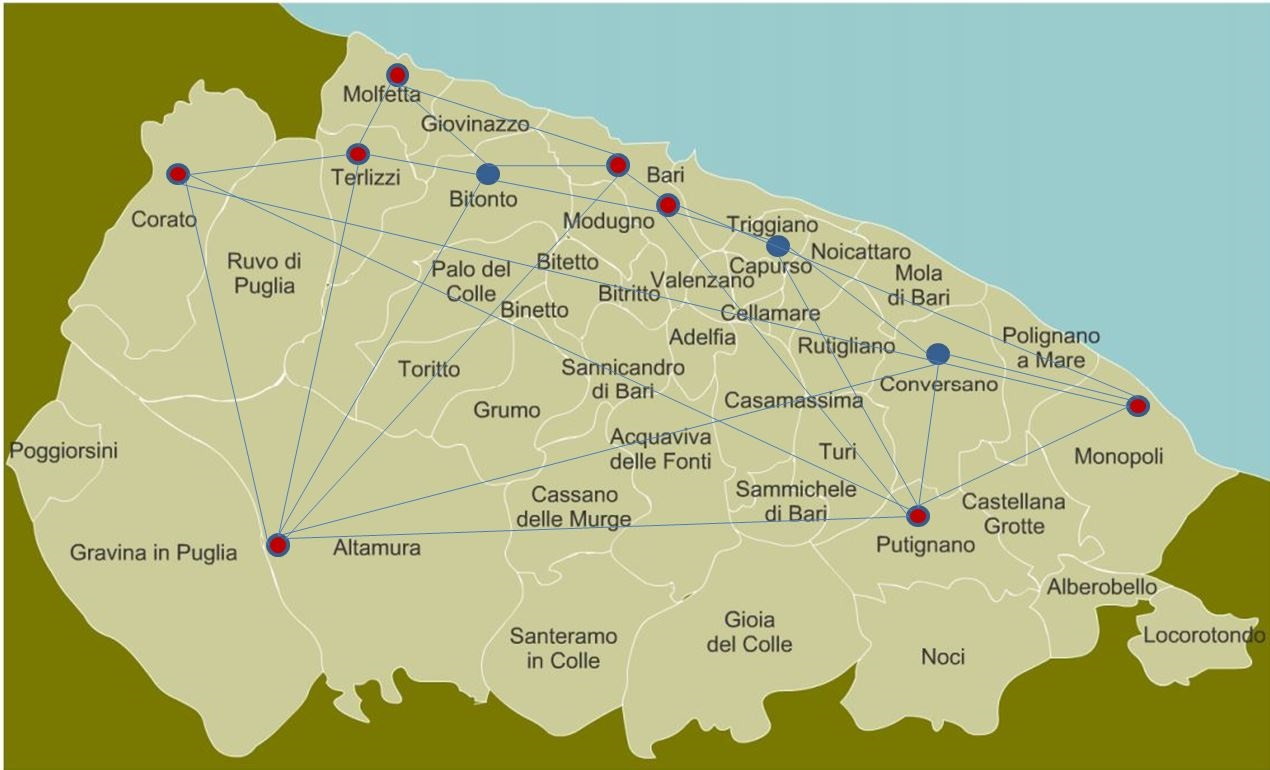 Molfetta
Giovinazzo
Terlizzi
Bari
Bitonto
Corato
Modugno
Triggiano
Noicattaro
Ruvo di
Puglia
Palo del
Colle
Bitetto
Capurso
Mola
di Bari
Valenzano
Bitritto
Binetto
Cellamare
Adelfia
Rutigliano
Polignano
a Mare
Toritto
Sannicandro
di Bari
Conversano
Grumo
Casamassima
Poggiorsini
Acquaviva
delle Fonti
Turi
Monopoli
Cassano
delle Murge
Sammichele
di Bari
Castellana
Grotte
Gravina in Puglia
Altamura
Putignano
Alberobello
Santeramo
in Colle
Gioia
del Colle
Noci
Locorotondo